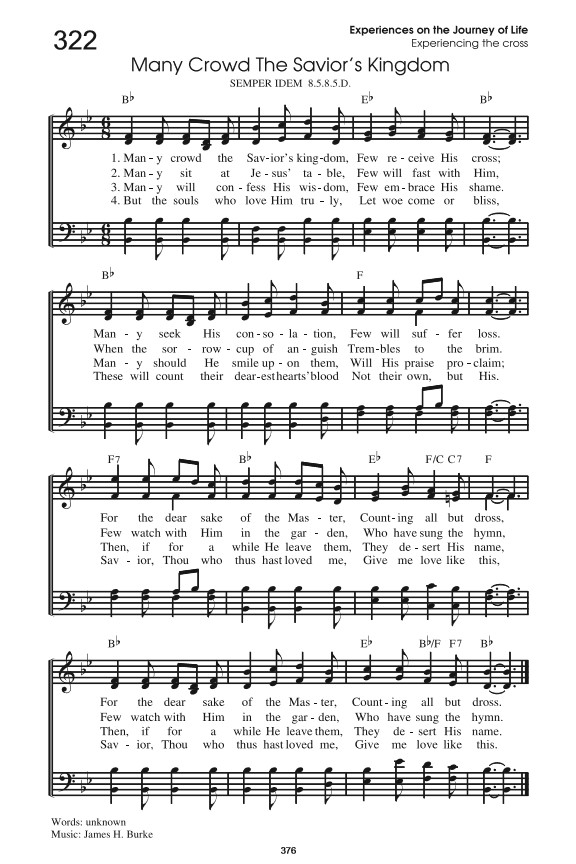 322
Experiences on the Journey of Life
Experiencing the cross
Many Crowd The Savior's Kingdom
SEMPER IDEM 8.5.8.5.D.
B♭ E♭ B♭
1. Man - y crowd the Sav - ior's king - dom, Few re - ceive His cross;
2. Man - y sit at Je - sus' ta - ble, Few will fast with Him,
3. Man - y will con - fess His wis - dom, Few em - brace His shame.
4. But the souls who love Him tru - ly, Let woe come or bliss,
B♭ F
Man - y seek His con - so - la - tion, Few will suf - fer loss.
When the sor - row - cup of an - guish Trem - bles to the brim.
Man - y should He smile up - on them, Will His praise pro - claim;
These will count their dear - est hearts' blood Not their own, but His.
F7 B♭ E♭ F/C C7 F
For the dear sake of the Mas - ter, Count - ing all but dross,
Few watch with Him in the gar - den, Who have sung the hymn,
Then, if for a while He leave them, They de - sert His name,
Sav - ior, Thou who thus hast loved me, Give me love like this,
B♭ E♭ B♭/F F7 B♭
For the dear sake of the Mas - ter, Count - ing all but dross.
Few watch with Him in the gar - den, Who have sung the hymn.
Then, if for a while He leave them, They de - sert His name.
Sav - ior, Thou who thus hast loved me, Give me love like this.
Words: unknown
Music: James H. Burke
376